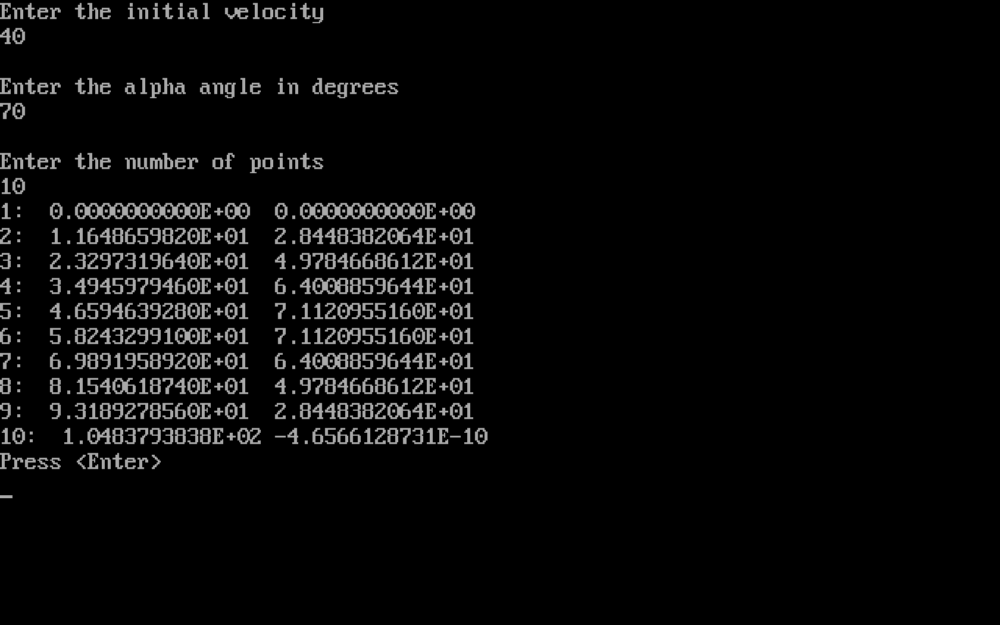 Enter the initial velocity
40
Enter the alpha angle in degrees
70
Enter the number of points
10
1:  0.0000000000E+00  0.0000000000E+00
2:  1.1648659820E+01  2.8448382064E+01
3:  2.3297319640E+01  4.9784668612E+01
4:  3.4945979460E+01  6.4008859644E+01
5:  4.6594639280E+01  7.1120955160E+01
6:  5.8243299100E+01  7.1120955160E+01
7:  6.9891958920E+01  6.4008859644E+01
8:  8.1540618740E+01  4.9784668612E+01
9:  9.3189278560E+01  2.8448382064E+01
10:  1.0483793838E+02 -4.6566128731E-10
Press <Enter>
_